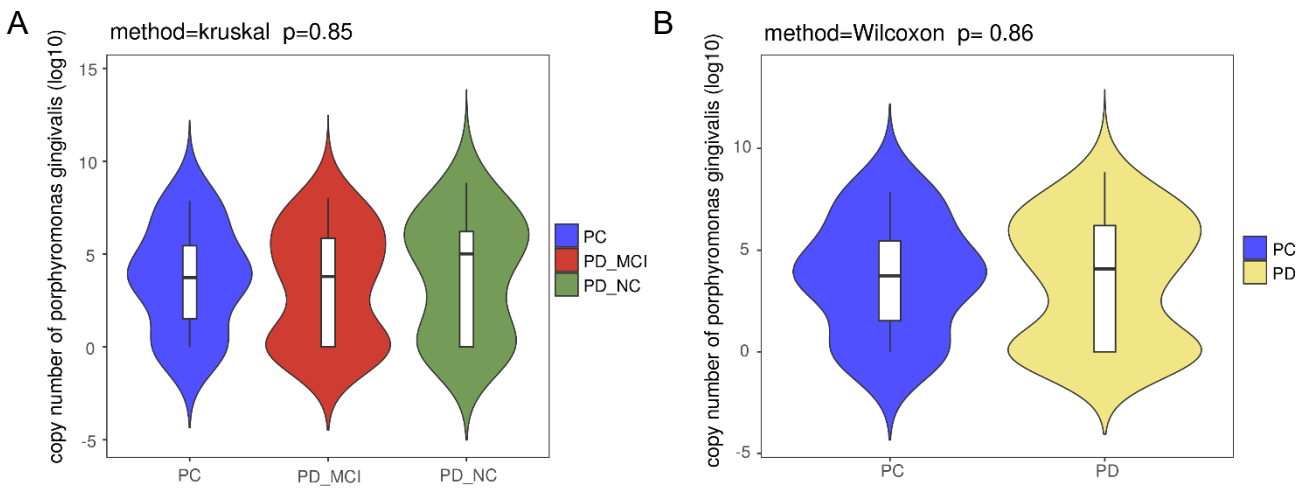 A
method=kruskal p=0.85
copy number of porphyromonas gingivalis (log10)
15
10
5
0
-5
PC
PD_MCI
PD_NC
PC
PD_MCI
PD_NC
B
method=Wilcoxon p= 0.86
copy number of porphyromonas gingivalis (log10)
10
5
0
-5
PC
PD
PC
PD